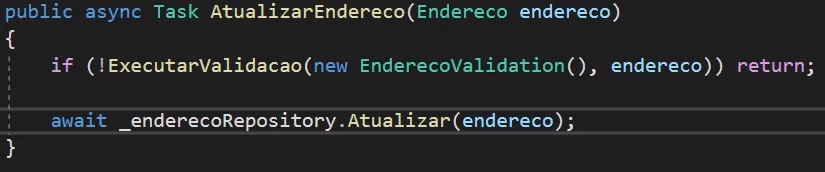 public async Task AtualizarEndereco(Endereco endereco)
{
if (!ExecutarValidacao(new EnderecoValidation(), endereco)) return;
await _enderecoRepository.Atualizar(endereco);
}